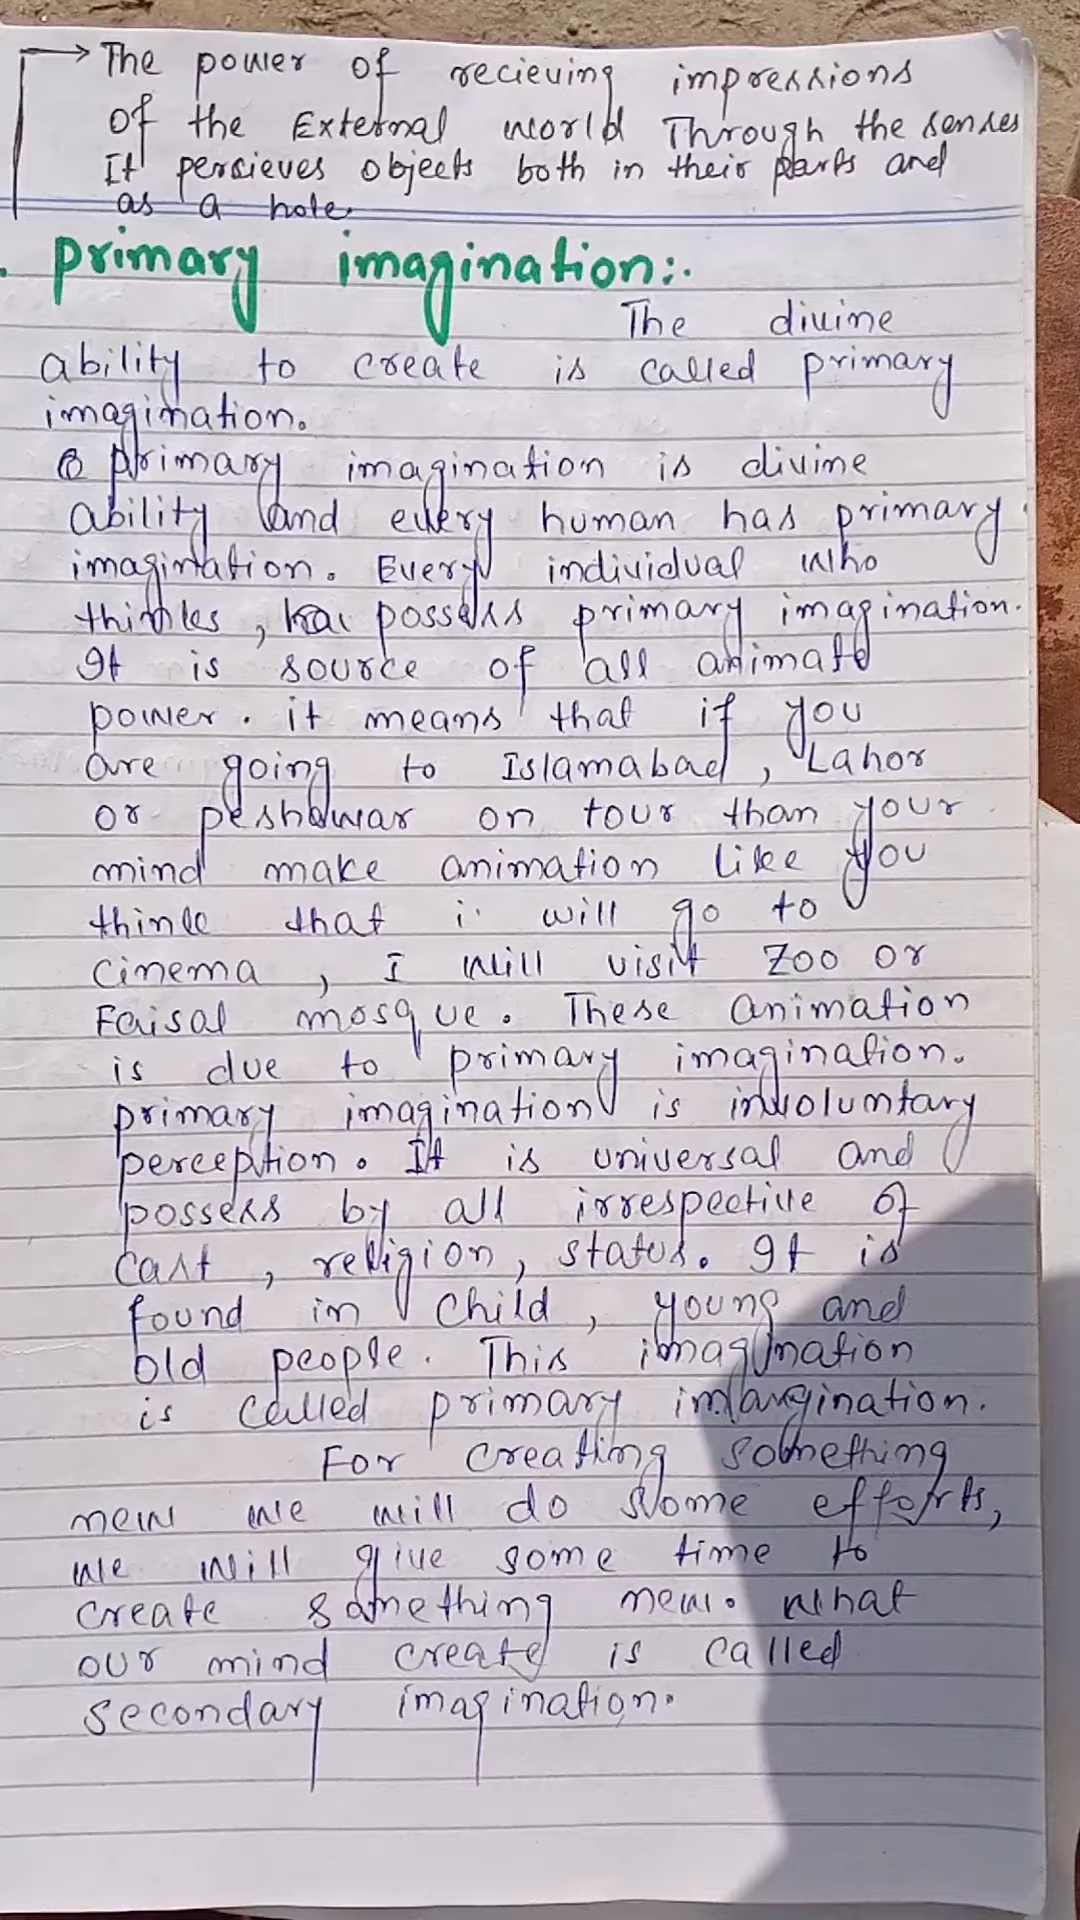 The power of recieving impressions
of the External world Through the senses
It percieves objects both in their parts and
as a hole.
primary imagination:.
The divine
ability to create is called primary
imagination.
primary imagination is divine
ability and every human has primary
imagination. Every individual who
thinks, possess primary imagination.
It is source of all animate
power. it means that if you
are going to Islamabad, Lahor
or peshawar on tour than your
mind make animation like you
think that i will go to
cinema, I will visit Zoo or
Faisal mosque. These animation
is due to primary imagination.
primary imagination is involuntary
perception. It is universal and
possess by all irrespective of
Cast, religion, status. It is
found in child, young and
old people. This imagination
is called primary imagination.
For creating something
new we will do some efforts,
we will give some time to
create something new. what
our mind create is called
secondary imagination.